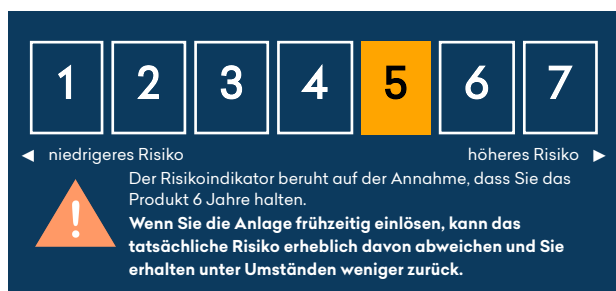 1 2 3 4 5 6 7
◄ niedrigeres Risiko höheres Risiko ►
Der Risikoindikator beruht auf der Annahme, dass Sie das
Produkt 6 Jahre halten.
Wenn Sie die Anlage frühzeitig einlösen, kann das
tatsächliche Risiko erheblich davon abweichen und Sie
erhalten unter Umständen weniger zurück.